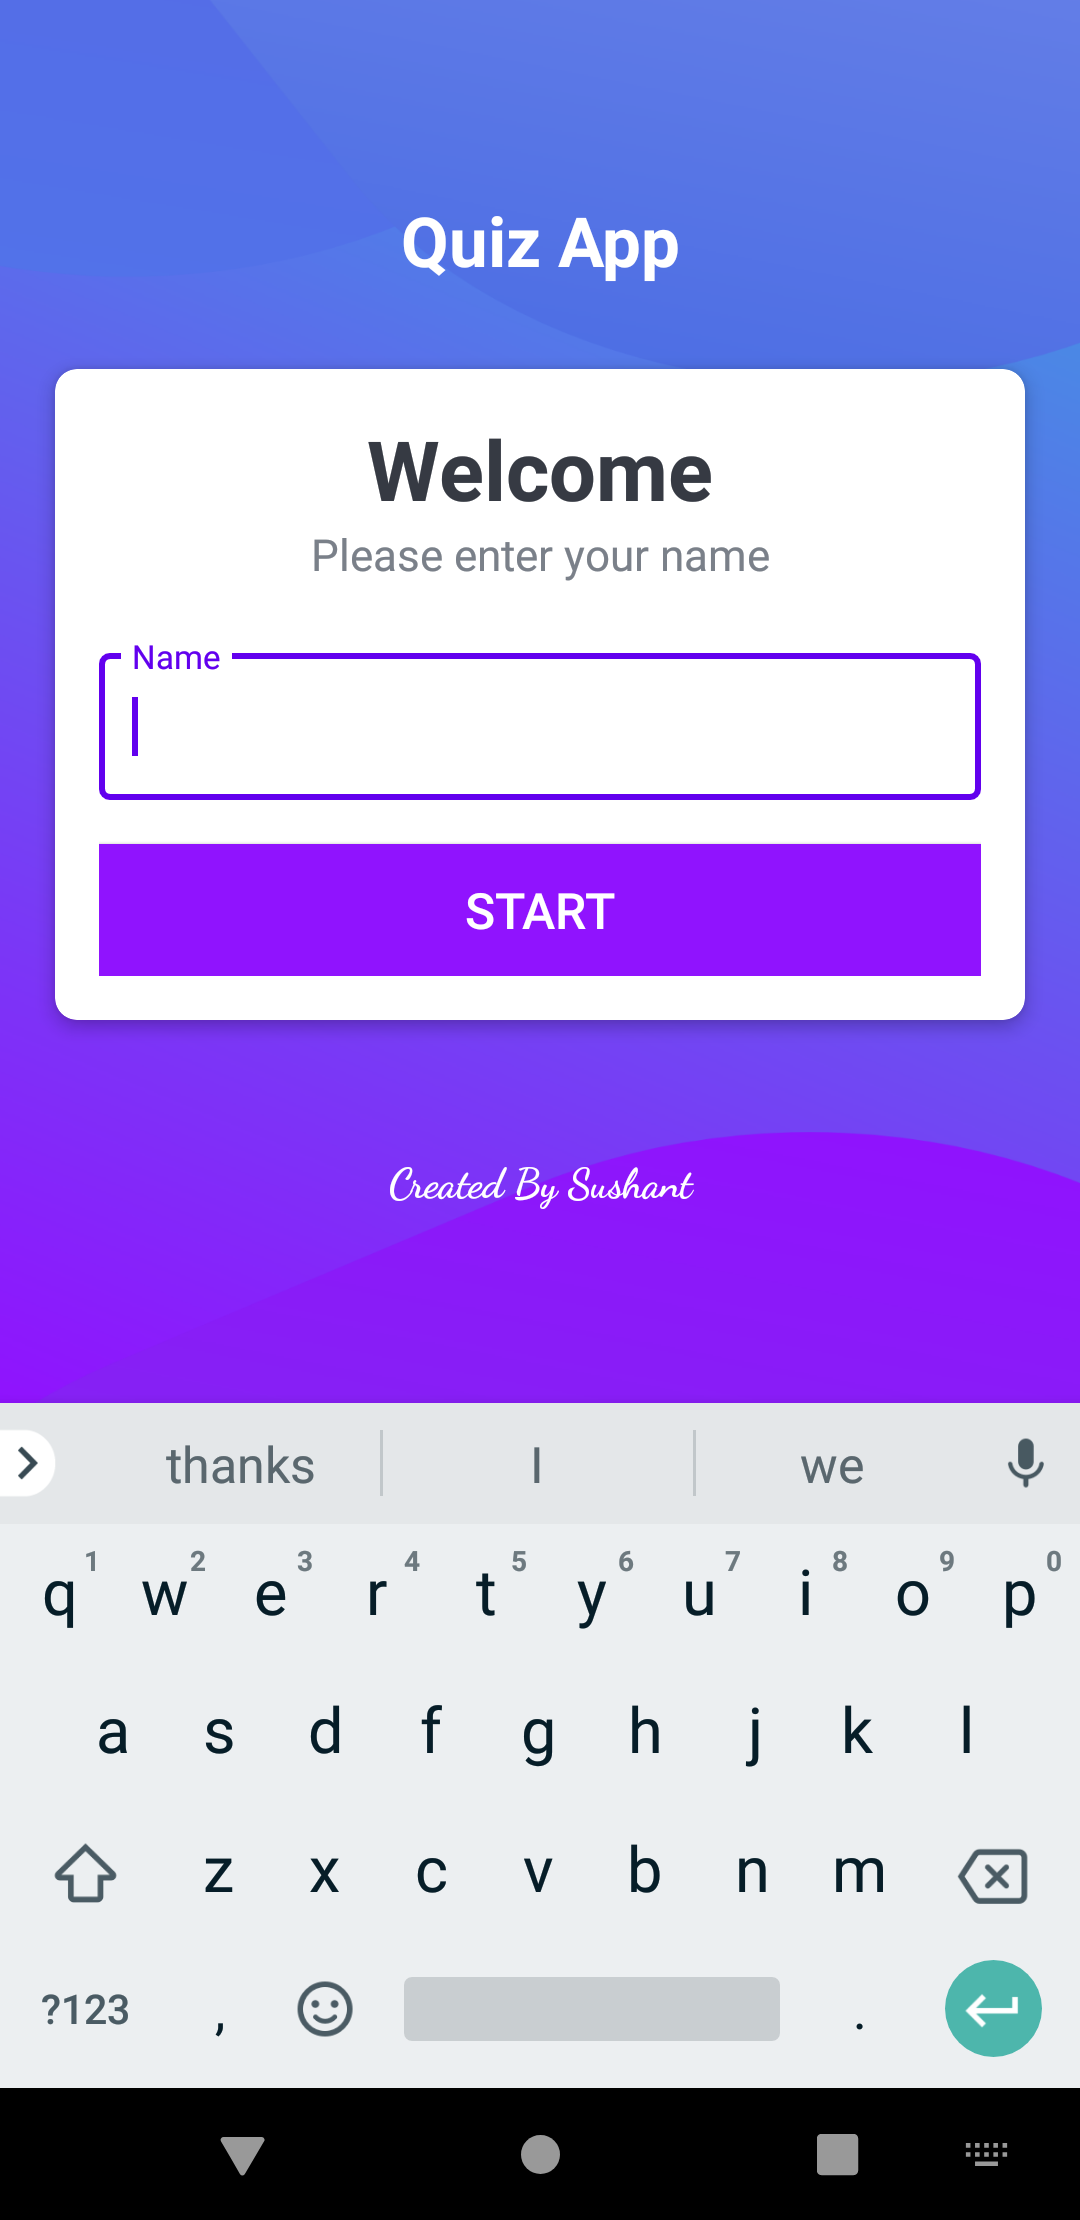 Quiz App
Welcome
Please enter your name
Name
START
Created By Sushant
thanks I we
1 2 3 4 5 6 7 8 9 0
q w e r t y u i o p
a s d f g h j k l
z x c v b n m
?123 , .